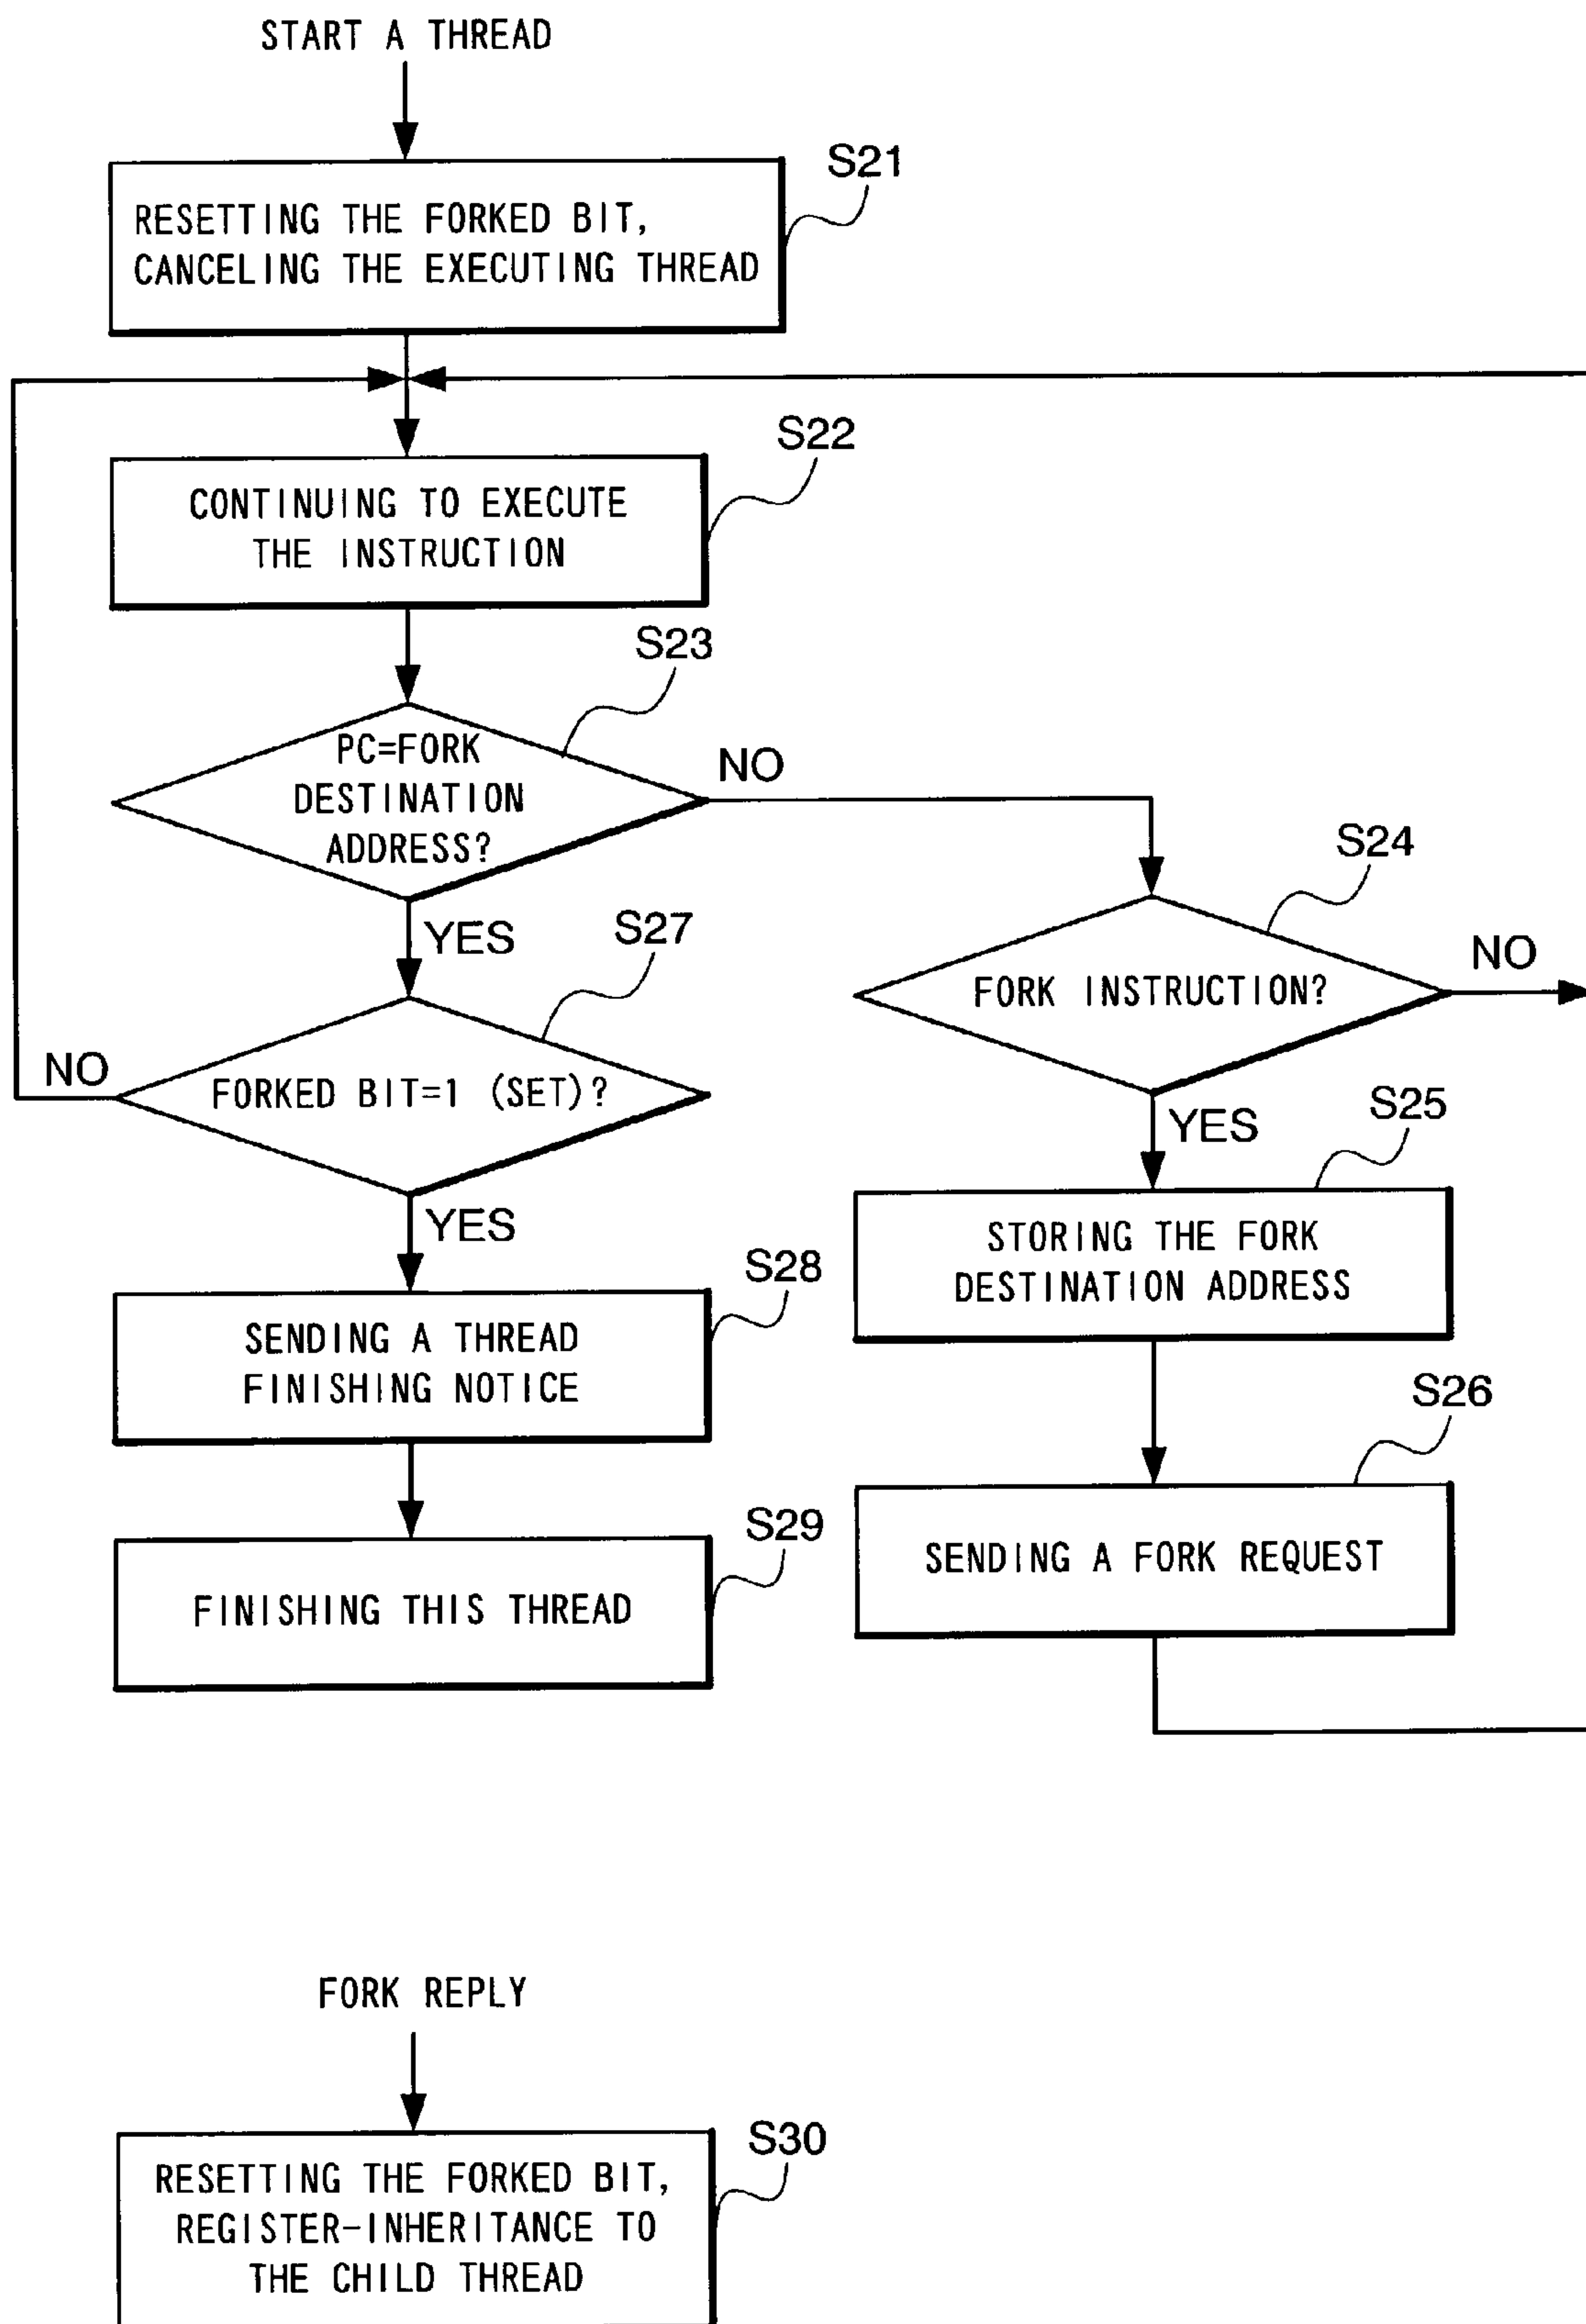 START A THREAD
S21
RESETTING THE FORKED BIT,
CANCELING THE EXECUTING THREAD
S22
CONTINUING TO EXECUTE
THE INSTRUCTION
S23
PC=FORK
DESTINATION
ADDRESS?
NO
YES
S24
FORK INSTRUCTION?
NO
YES
S27
FORKED BIT=1 (SET)?
NO
YES
S25
STORING THE FORK
DESTINATION ADDRESS
S28
SENDING A THREAD
FINISHING NOTICE
S26
SENDING A FORK REQUEST
S29
FINISHING THIS THREAD
FORK REPLY
S30
RESETTING THE FORKED BIT,
REGISTER-INHERITANCE TO
THE CHILD THREAD